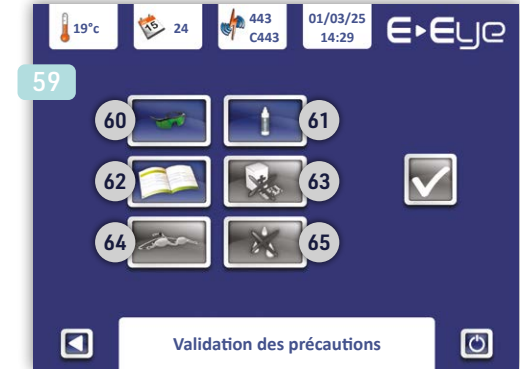 19°c
24
443
C443
01/03/25
14:29
E‣Eye
59
60
61
62
63
64
65
Validation des précautions